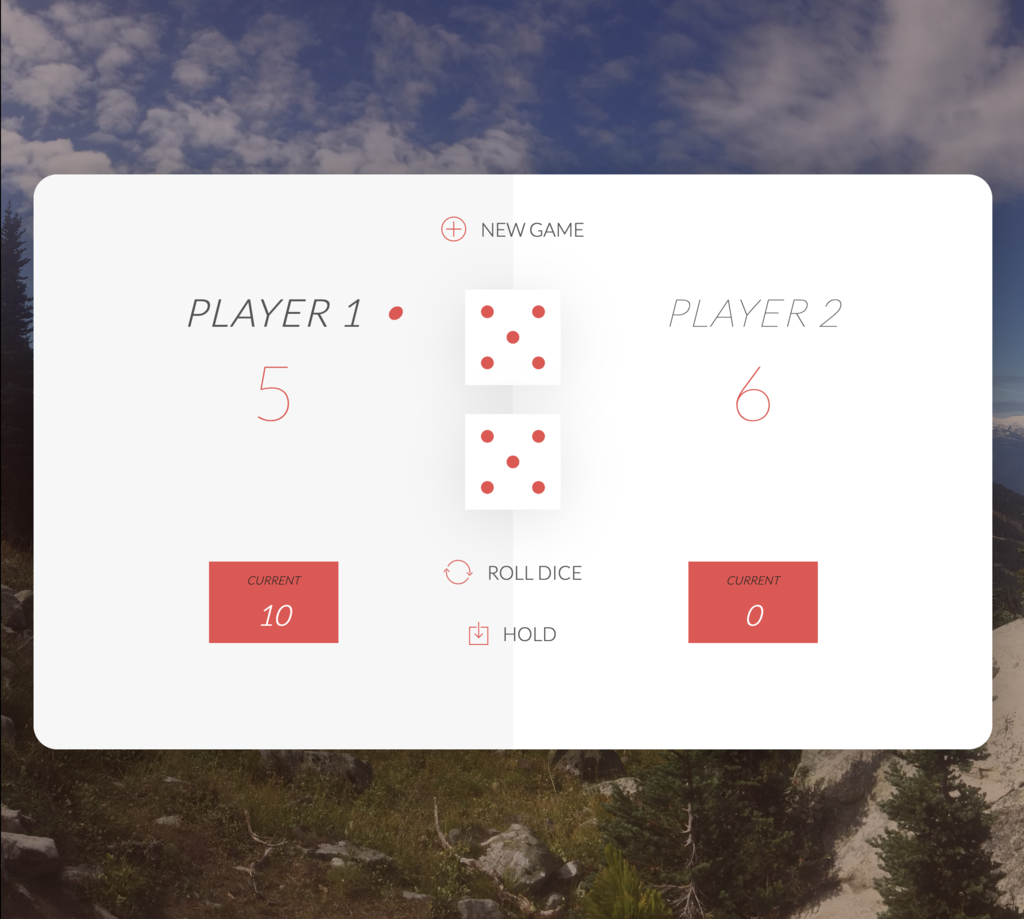 NEW GAME
PLAYER 1
5
PLAYER 2
6
CURRENT
10
ROLL DICE
HOLD
CURRENT
0